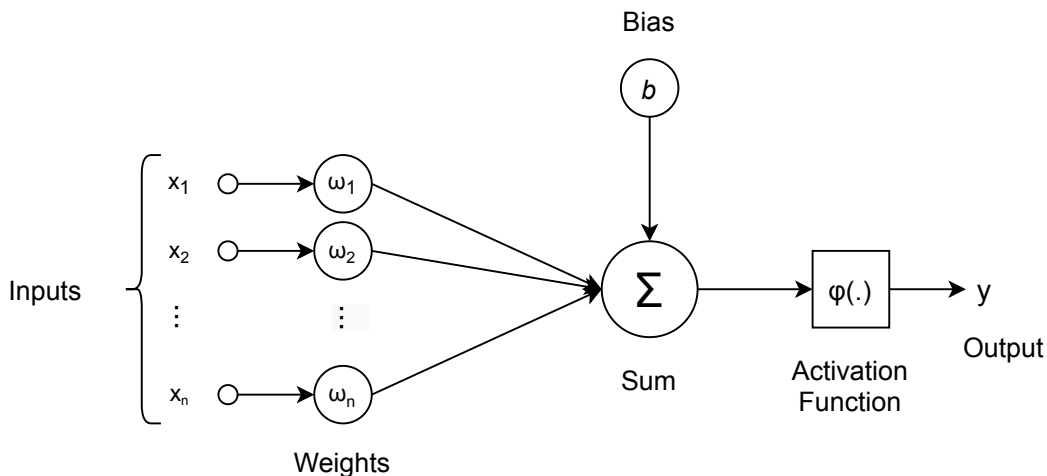 Bias
b
x1
ω1
x2
ω2
Inputs
⋮
⋮
Σ
φ(.)
y
Output
Sum
Activation
Function
xn
ωn
Weights